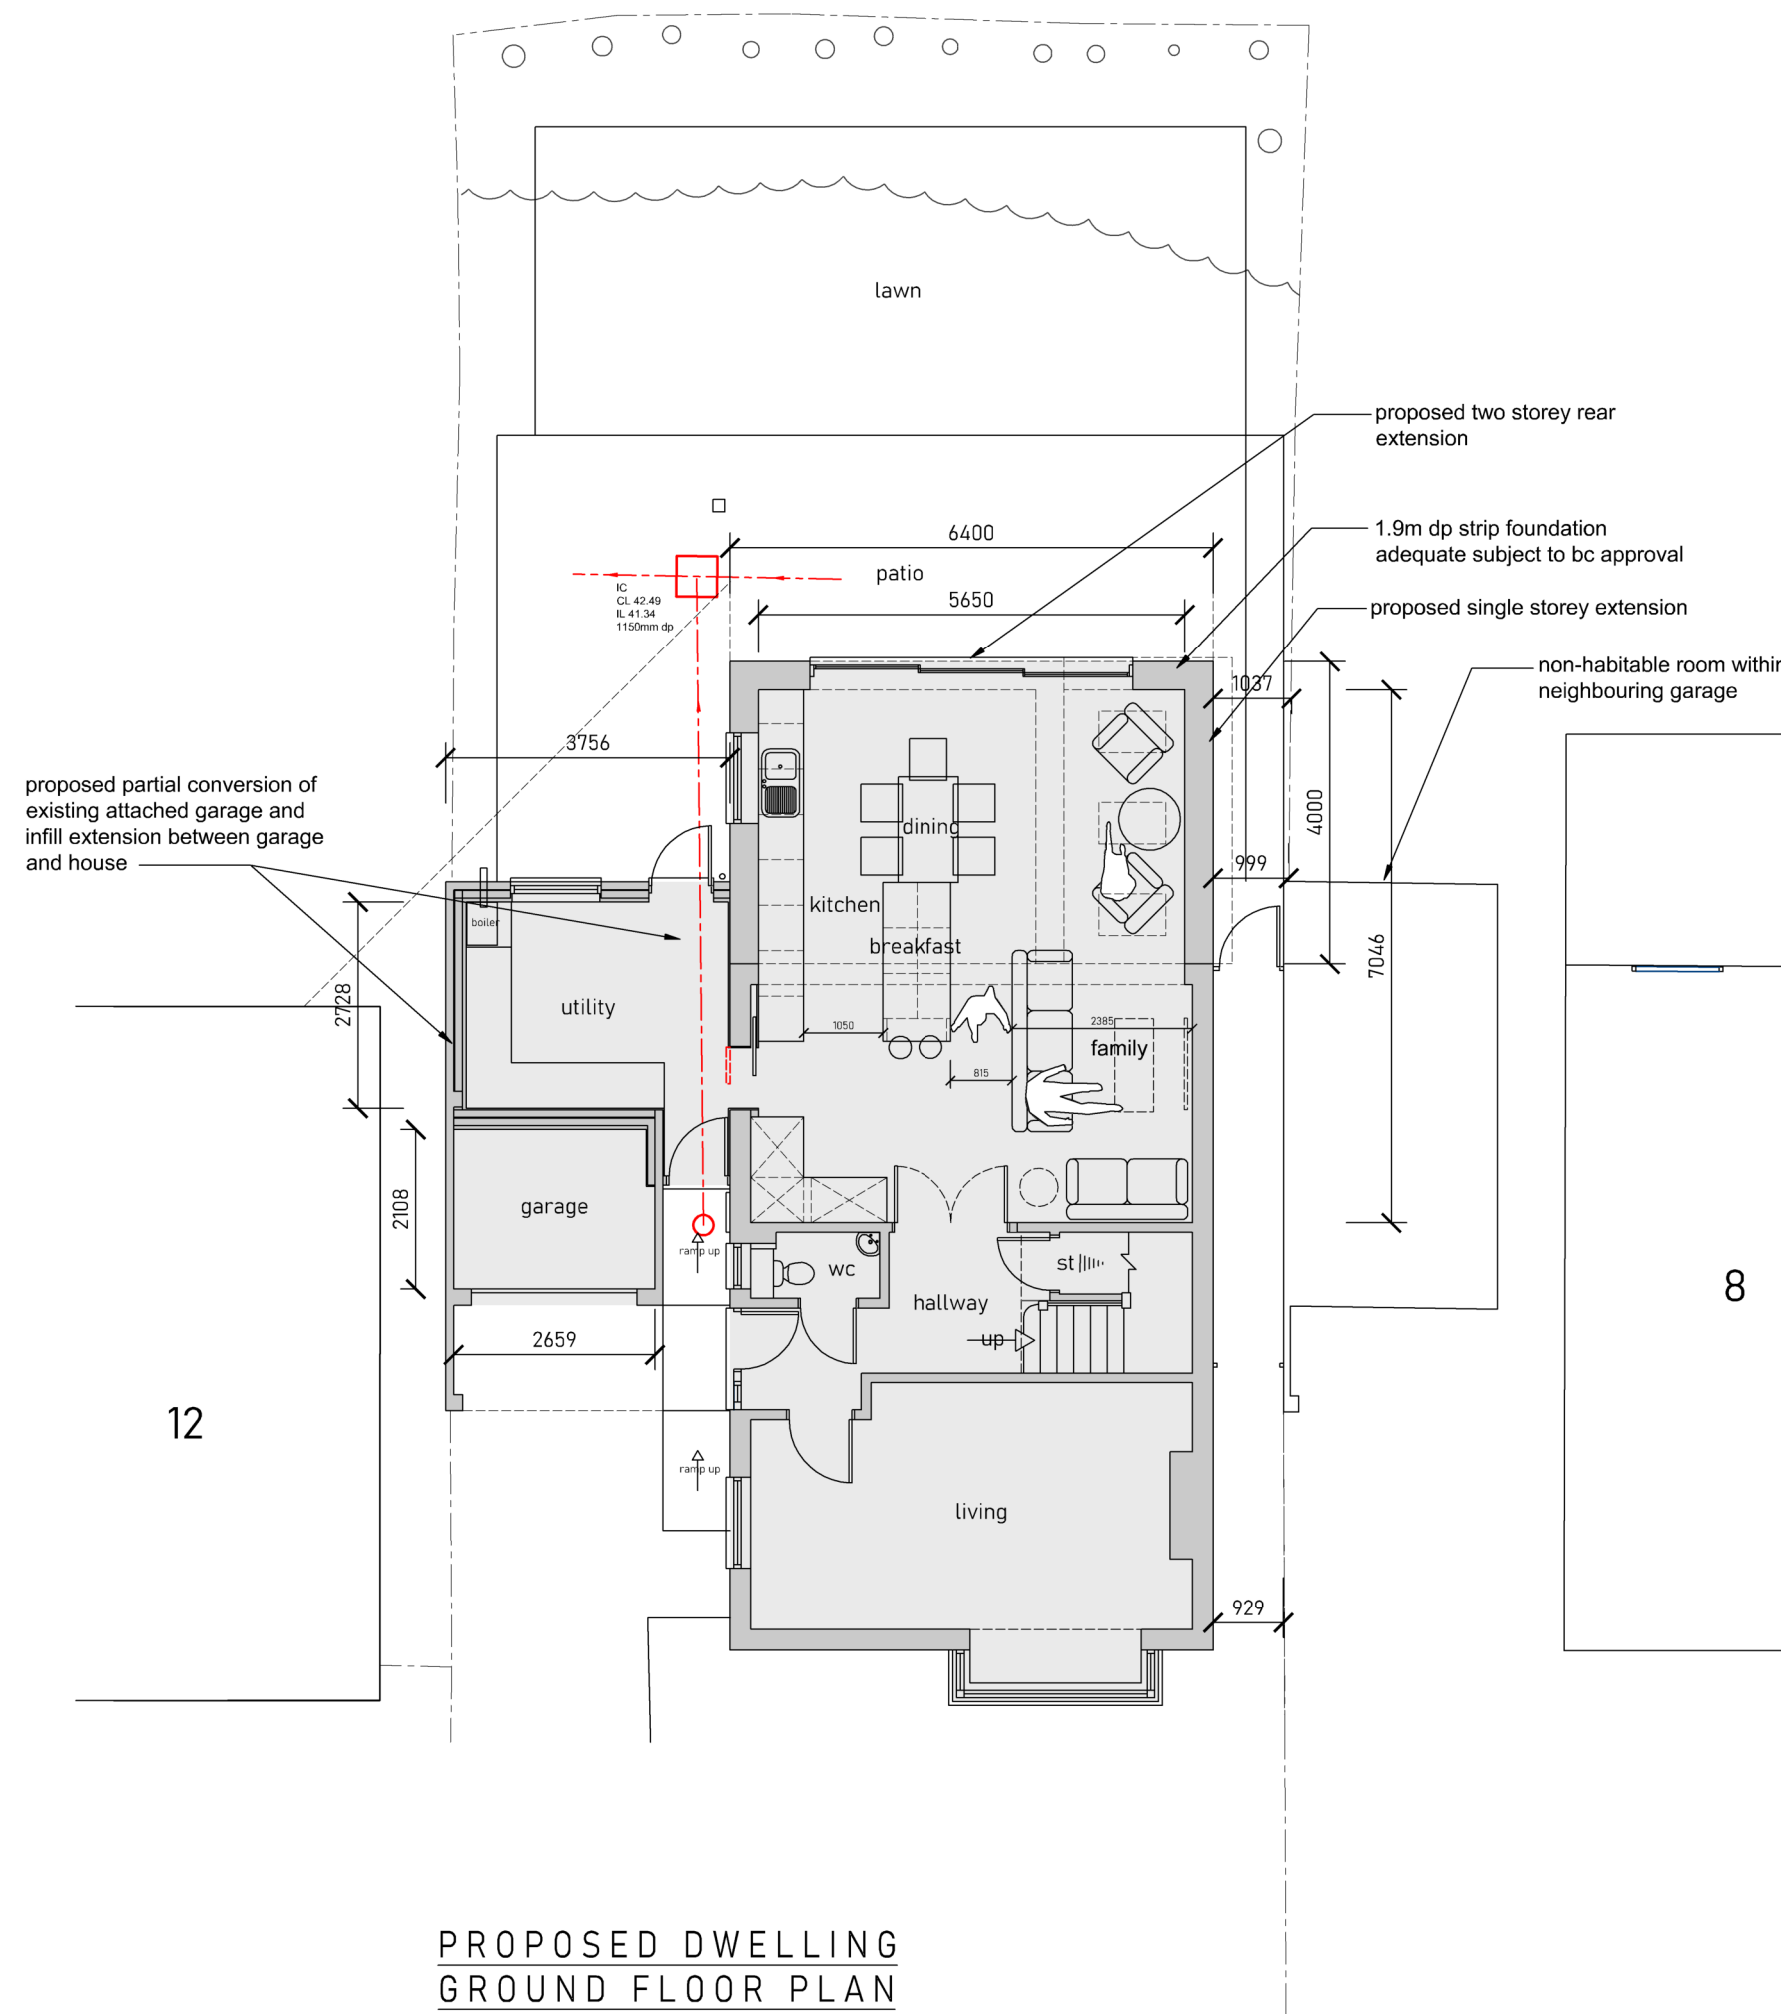 lawn
proposed two storey rear
extension
6400
1.9m dp strip foundation
adequate subject to bc approval
patio
IC
CL 42.49
IL 41.34
1150mm dp
5650
proposed single storey extension
non-habitable room within
neighbouring garage
1037
3756
proposed partial conversion of
existing attached garage and
infill extension between garage
and house
4000
dining
999
kitchen
boiler
breakfast
7046
2728
utility
1050
2385
family
815
2108
garage
ramp up
wc
st
8
hallway
up
2659
12
ramp up
living
929
PROPOSED DWELLING
GROUND FLOOR PLAN